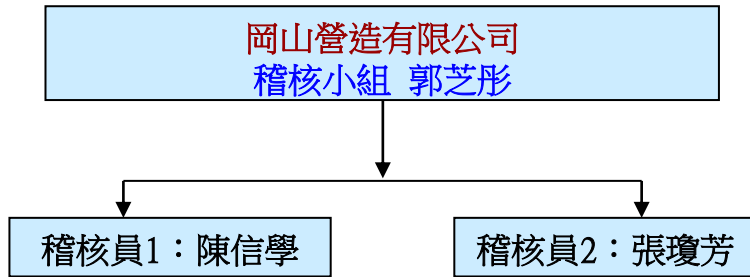 岡山營造有限公司
稽核小組 郭芝彤
稽核員1：陳信學
稽核員2：張瓊芳